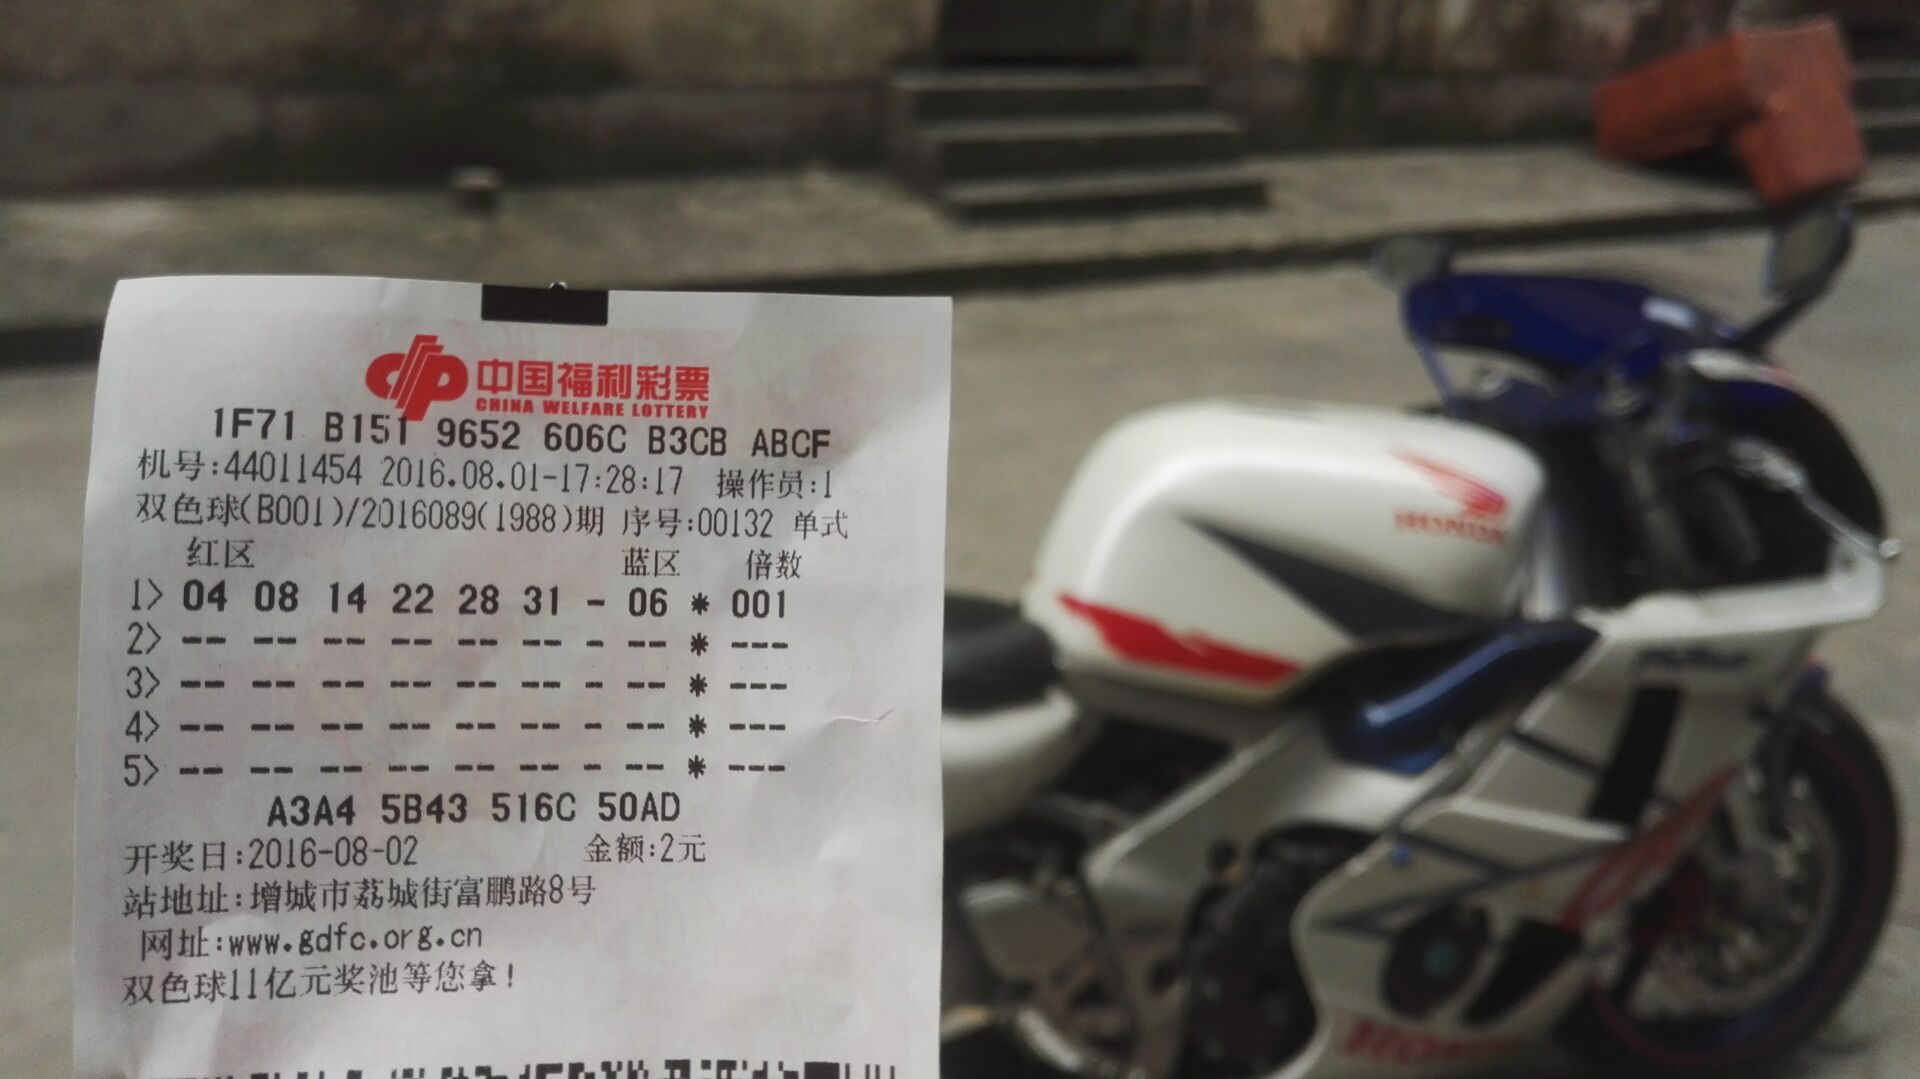 中国福利彩票
CHINA WELFARE LOTTERY
1F71 B151 9652 606C B3CB ABCF
机号:44011454 2016.08.01-17:28:17 操作员:1
双色球(B001)/2016089(1988)期 序号:00132 单式
红区 蓝区 倍数
1> 04 08 14 22 28 31 - 06 * 001
2> -- -- -- -- -- -- - -- * ---
3> -- -- -- -- -- -- - -- * ---
4> -- -- -- -- -- -- - -- * ---
5> -- -- -- -- -- -- - -- * ---
A3A4 5B43 516C 50AD
开奖日:2016-08-02 金额:2元
站地址:增城市荔城街富鹏路8号
网址:www.gdfc.org.cn
双色球11亿元奖池等您拿!
HONDA
HONDA